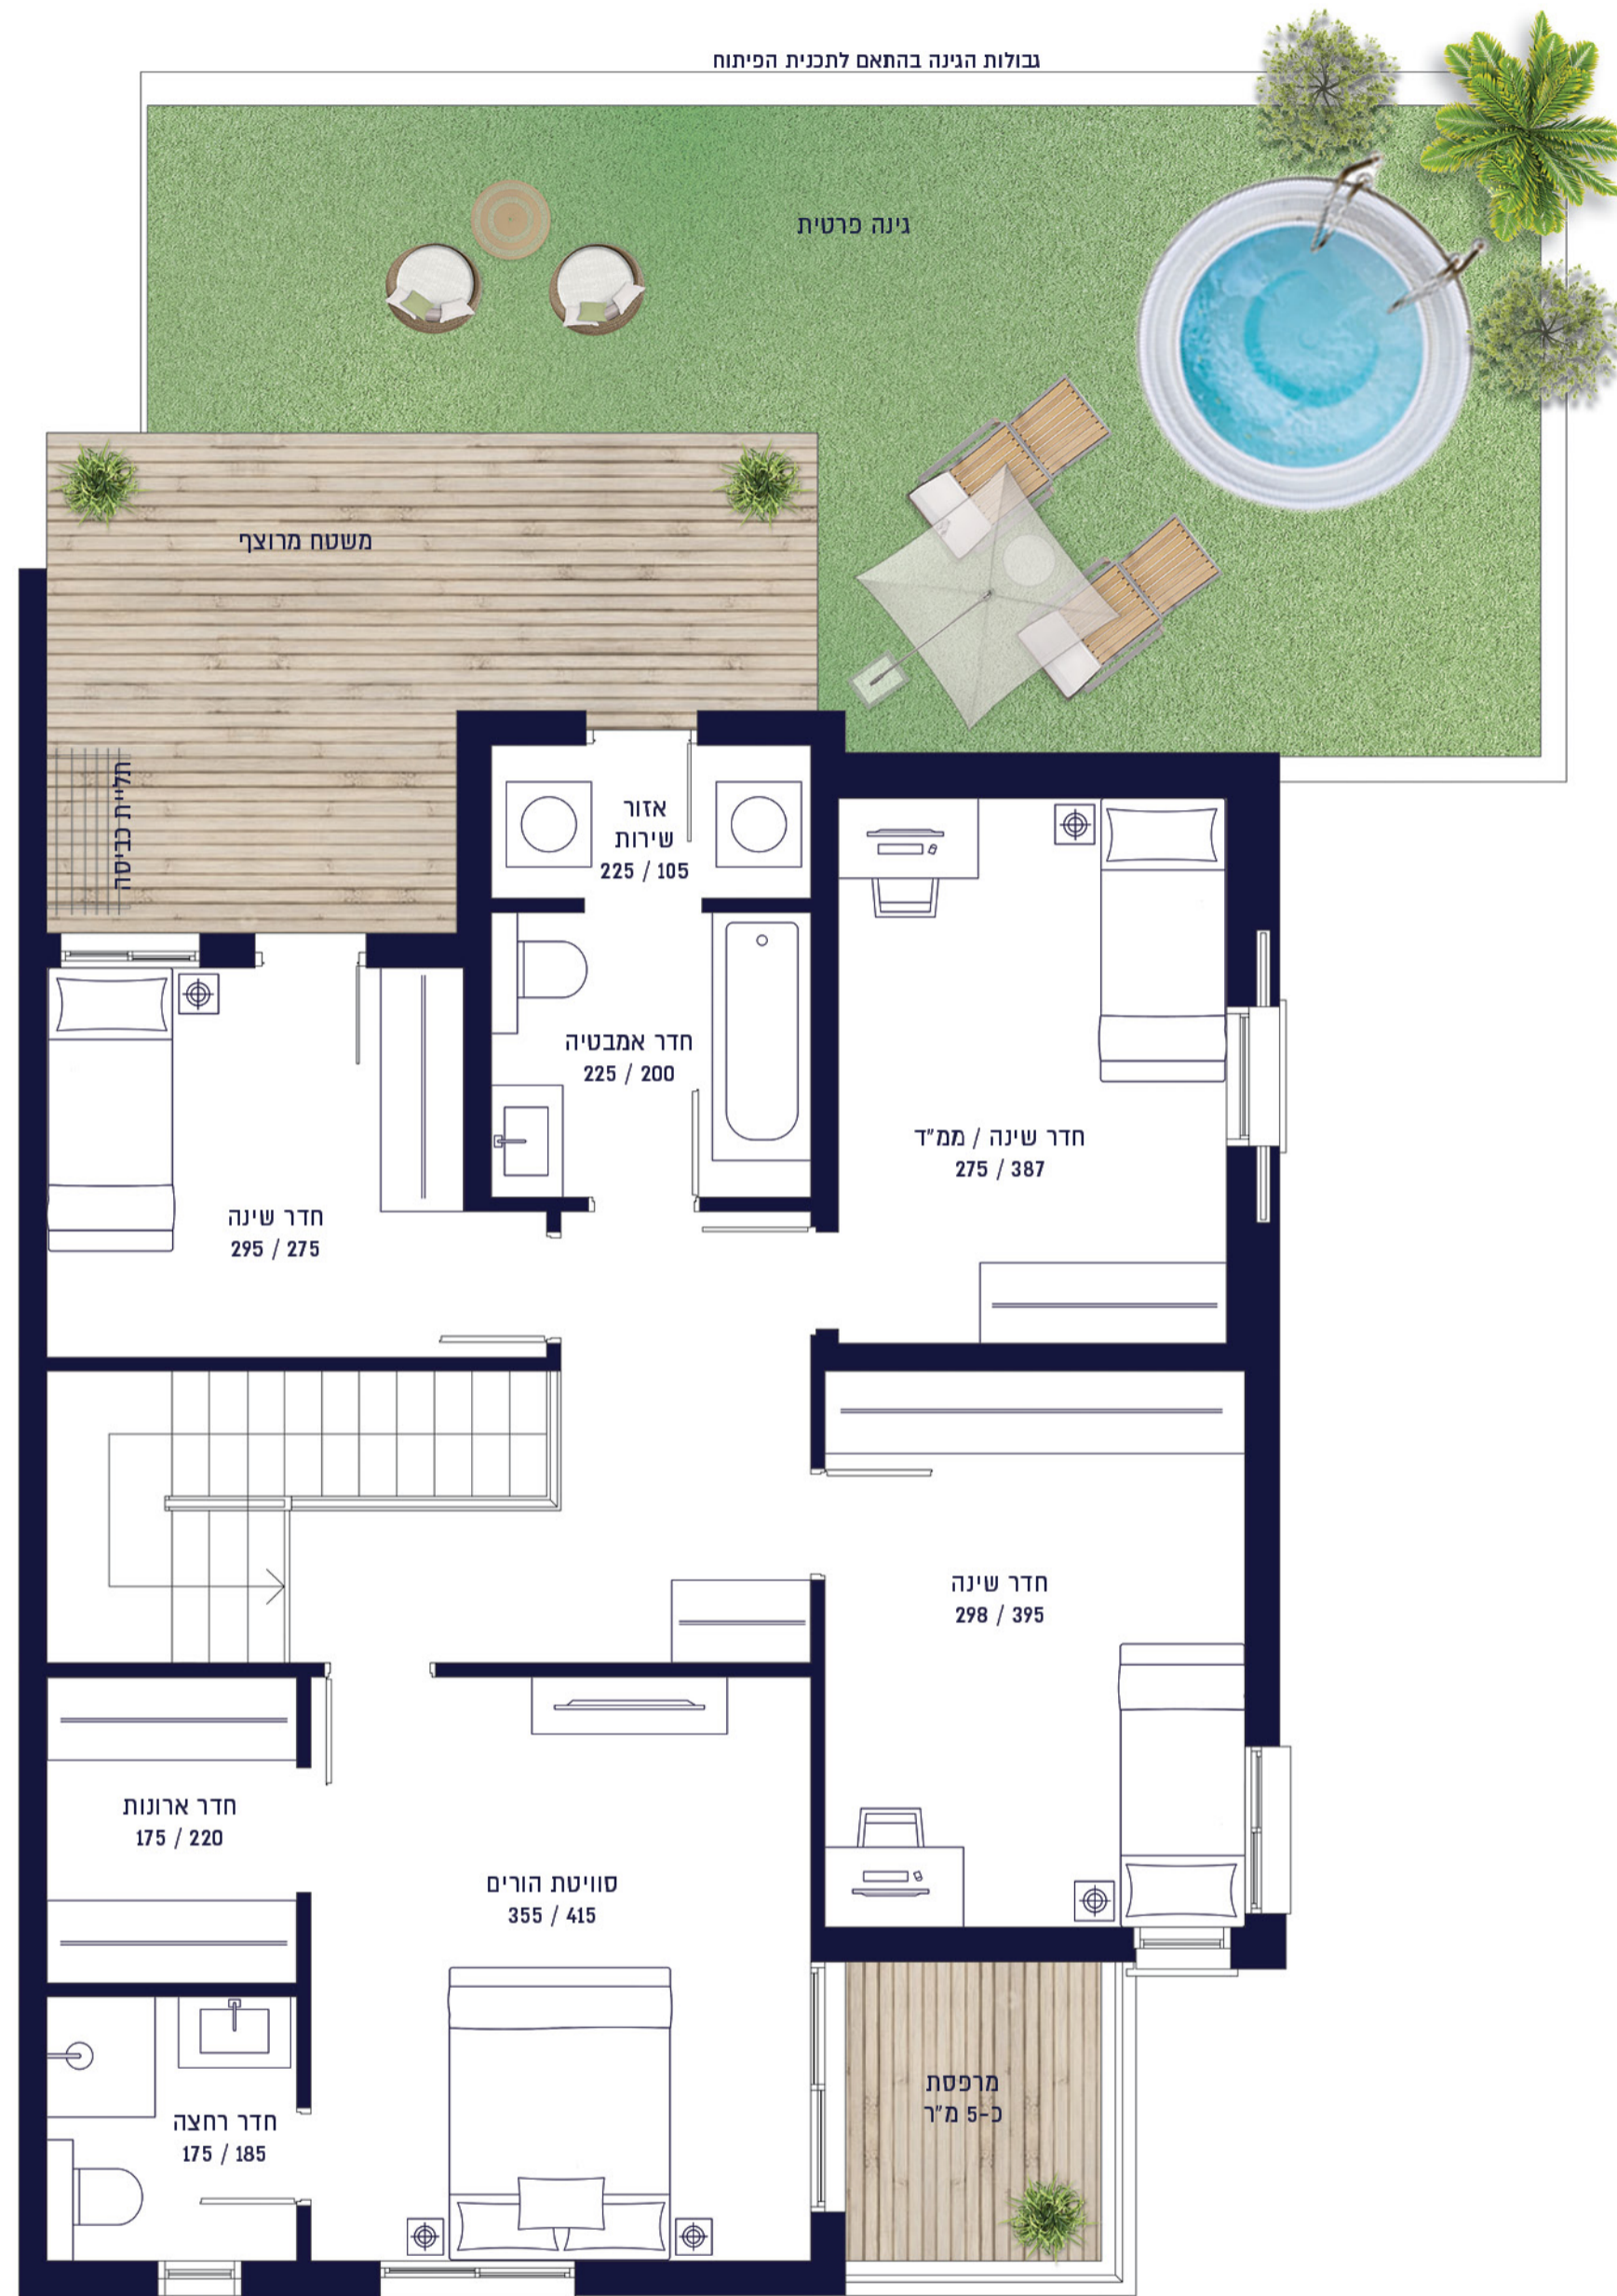 גבולות הגינה בהתאם לתכנית הפיתוח
גינה פרטית
משטח מרוצף
תליית כביסה
אזור
שירות
225 / 105
חדר אמבטיה
225 / 200
חדר שינה / ממ"ד
275 / 387
חדר שינה
295 / 275
חדר שינה
298 / 395
חדר ארונות
175 / 220
סוויטת הורים
355 / 415
מרפסת
כ-5 מ"ר
חדר רחצה
175 / 185